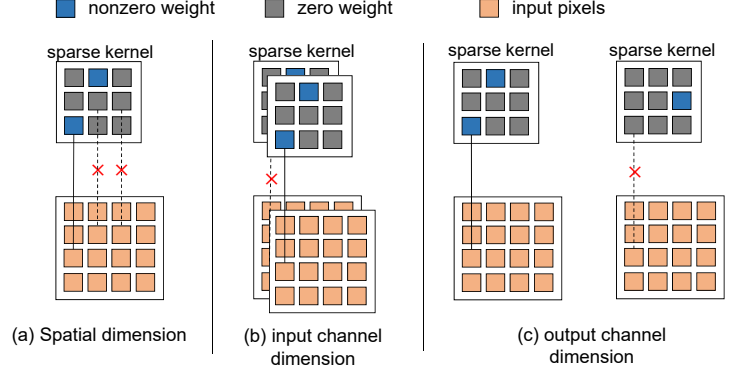 nonzero weight
zero weight
input pixels
sparse kernel
sparse kernel
sparse kernel
sparse kernel
(a) Spatial dimension
(b) input channel
dimension
(c) output channel
dimension